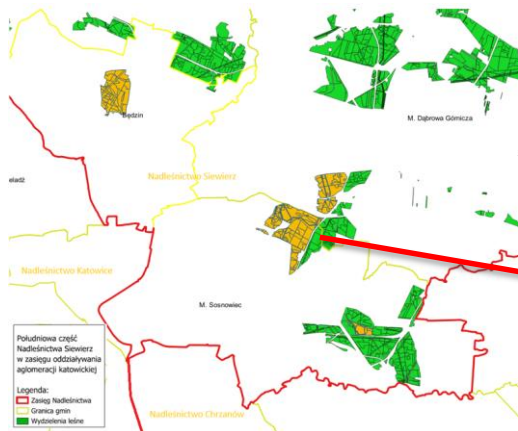 Będzin
M. Dąbrowa Górnicza
eladź
Nadleśnictwo Siewierz
Nadleśnictwo Katowice
M. Sosnowiec
Południowa część
Nadleśnictwa Siewierz
w zasięgu oddziaływania
aglomeracji katowickiej
Legenda:
Zasięg Nadleśnictwa
Granica gmin
Wydzielenia leśne
Nadleśnictwo Chrzanów